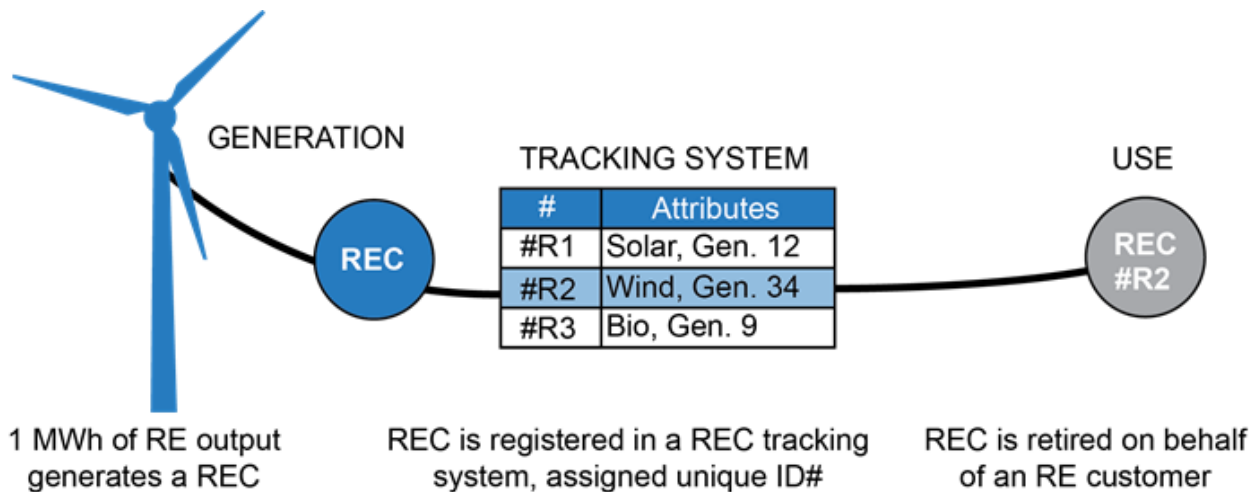 GENERATION
REC
TRACKING SYSTEM
# Attributes
#R1 Solar, Gen. 12
#R2 Wind, Gen. 34
#R3 Bio, Gen. 9
USE
REC
#R2
1 MWh of RE output
generates a REC
REC is registered in a REC tracking
system, assigned unique ID#
REC is retired on behalf
of an RE customer